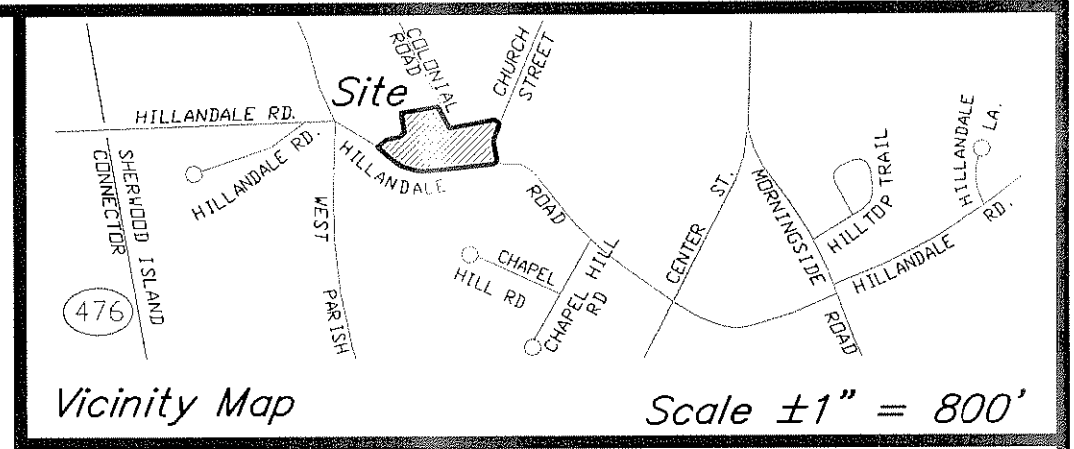 COLONIAL
ROAD
CHURCH
STREET
Site
HILLANDALE RD.
HILLANDALE RD.
HILLANDALE
ROAD
SHERWOOD ISLAND
CONNECTOR
476
WEST
PARISH
CHAPEL
HILL RD
CHAPEL HILL
RD
CENTER ST.
MORNINGSIDE
ROAD
HILLTOP TRAIL
HILLANDALE
LA.
HILLANDALE RD.
Vicinity Map
Scale ±1" = 800'